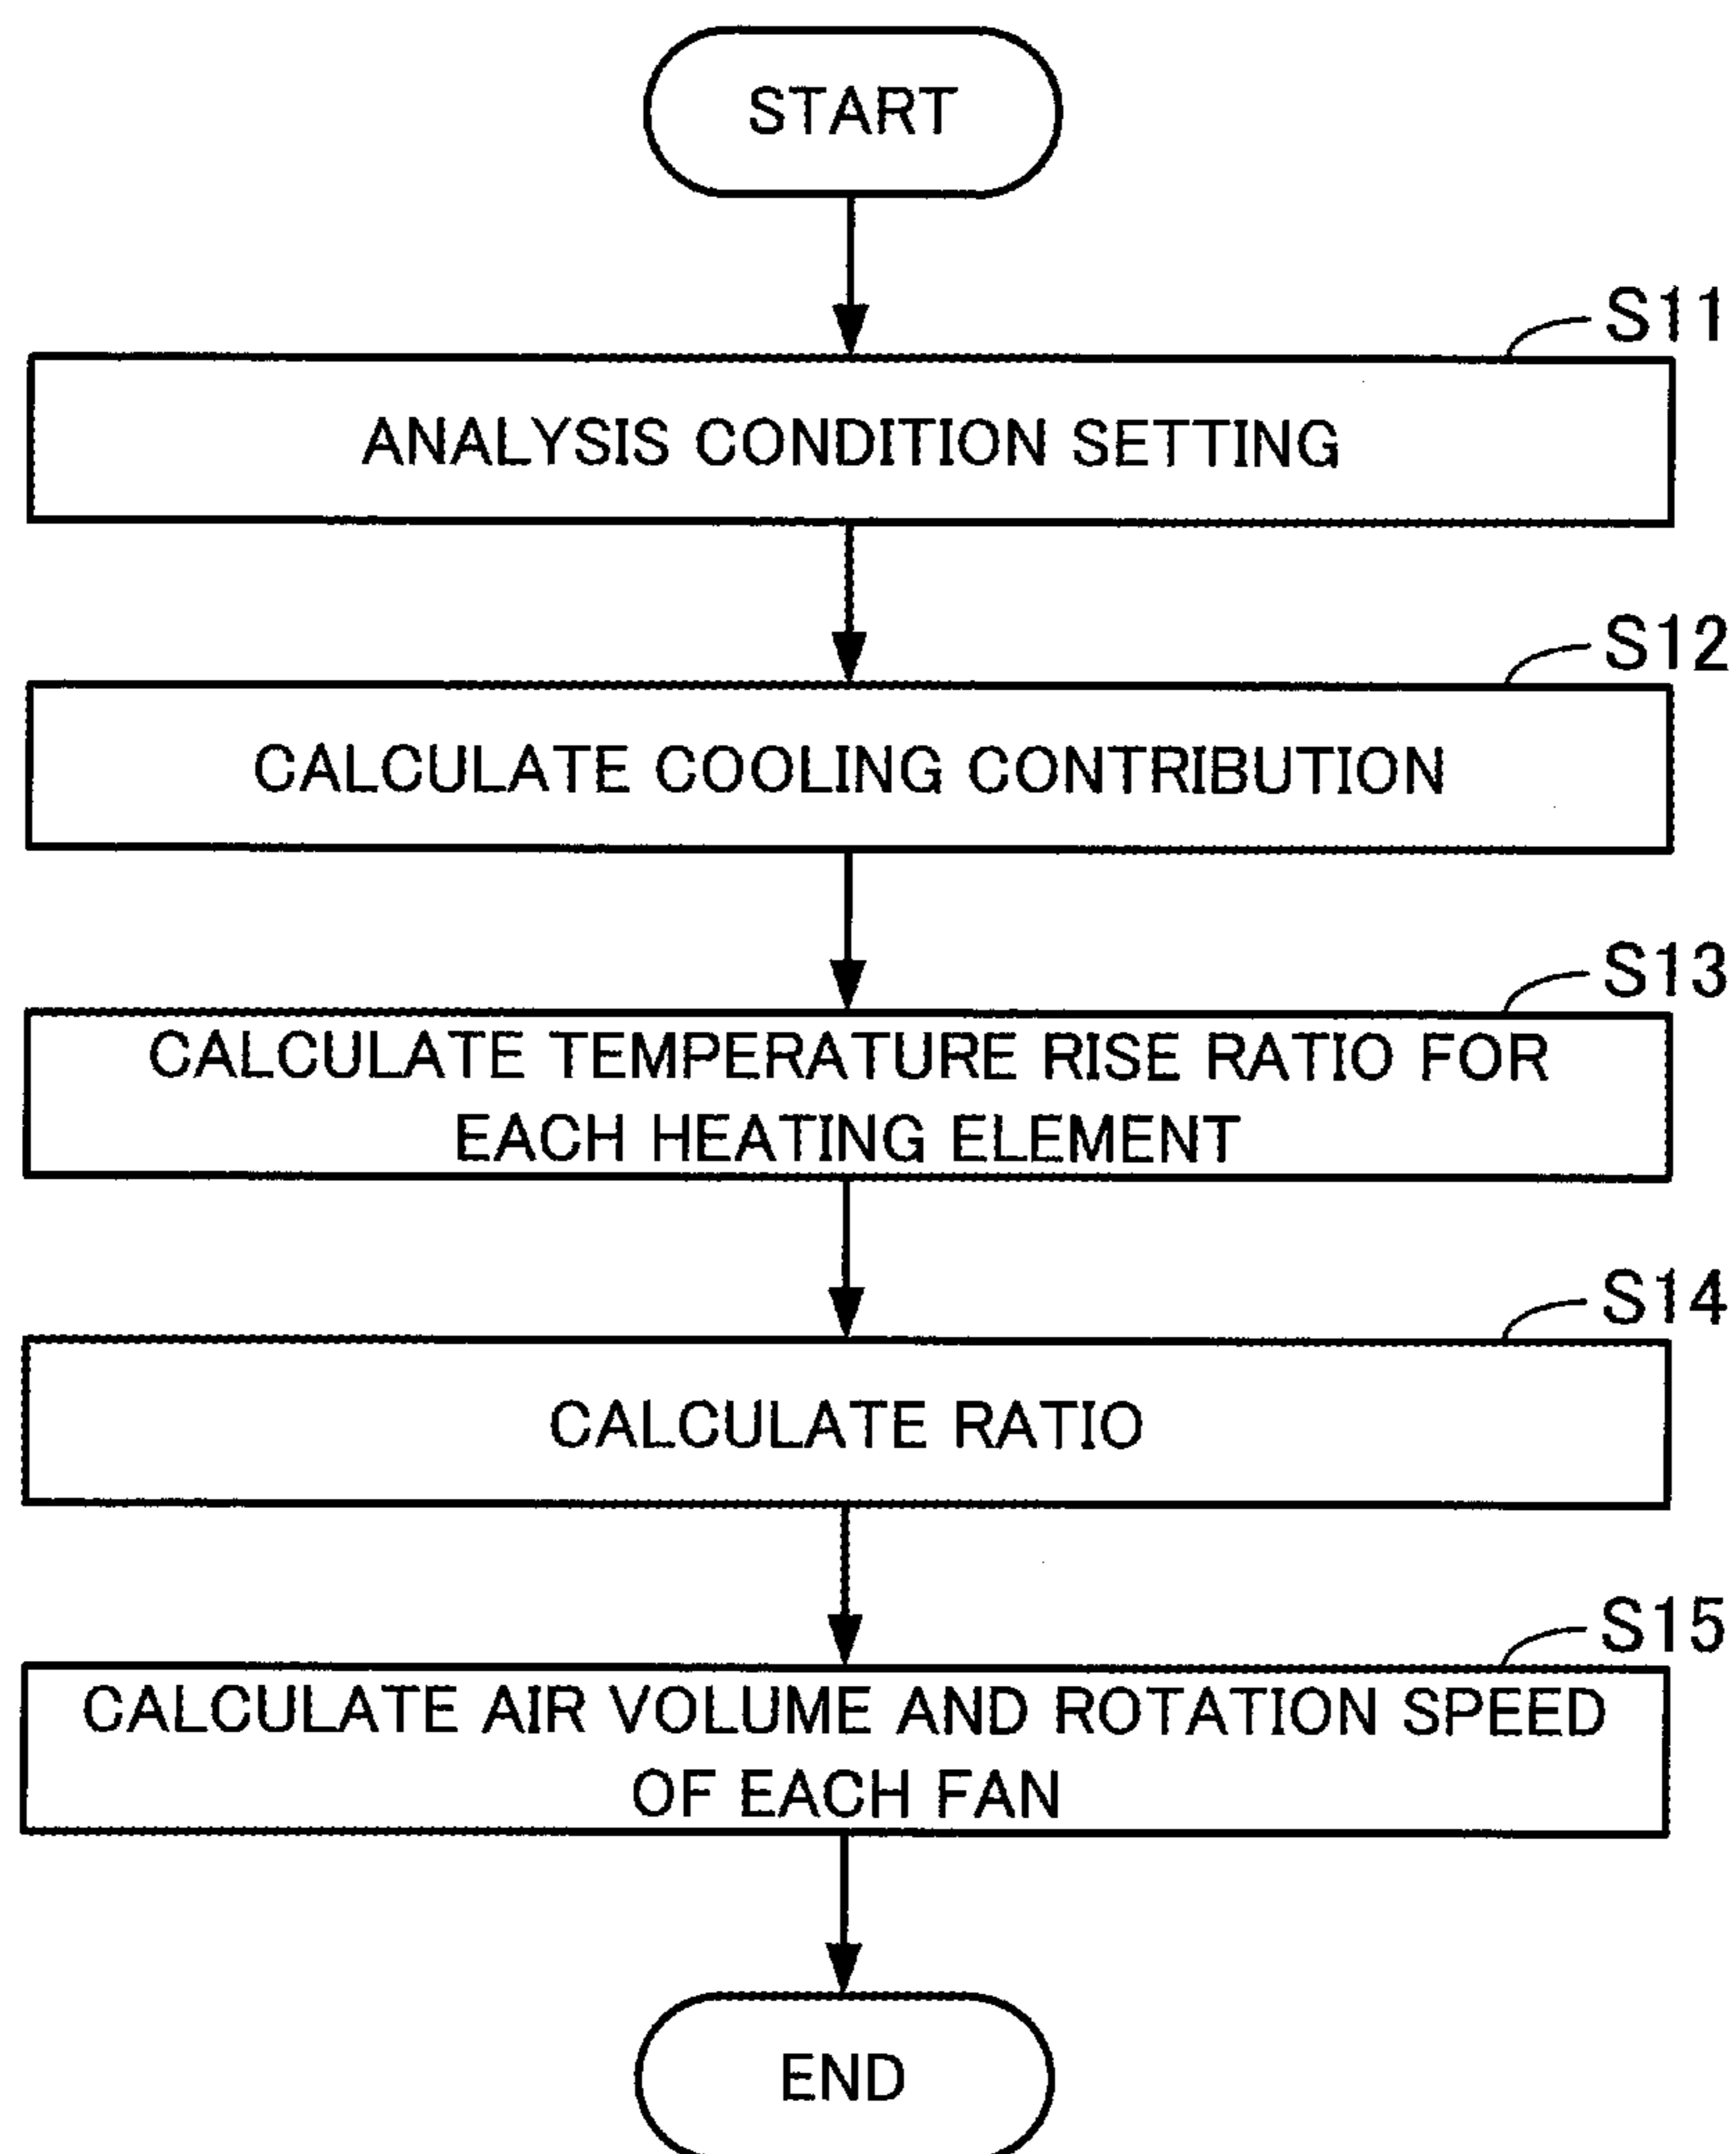 START
S11
ANALYSIS CONDITION SETTING
S12
CALCULATE COOLING CONTRIBUTION
S13
CALCULATE TEMPERATURE RISE RATIO FOR
EACH HEATING ELEMENT
S14
CALCULATE RATIO
S15
CALCULATE AIR VOLUME AND ROTATION SPEED
OF EACH FAN
END